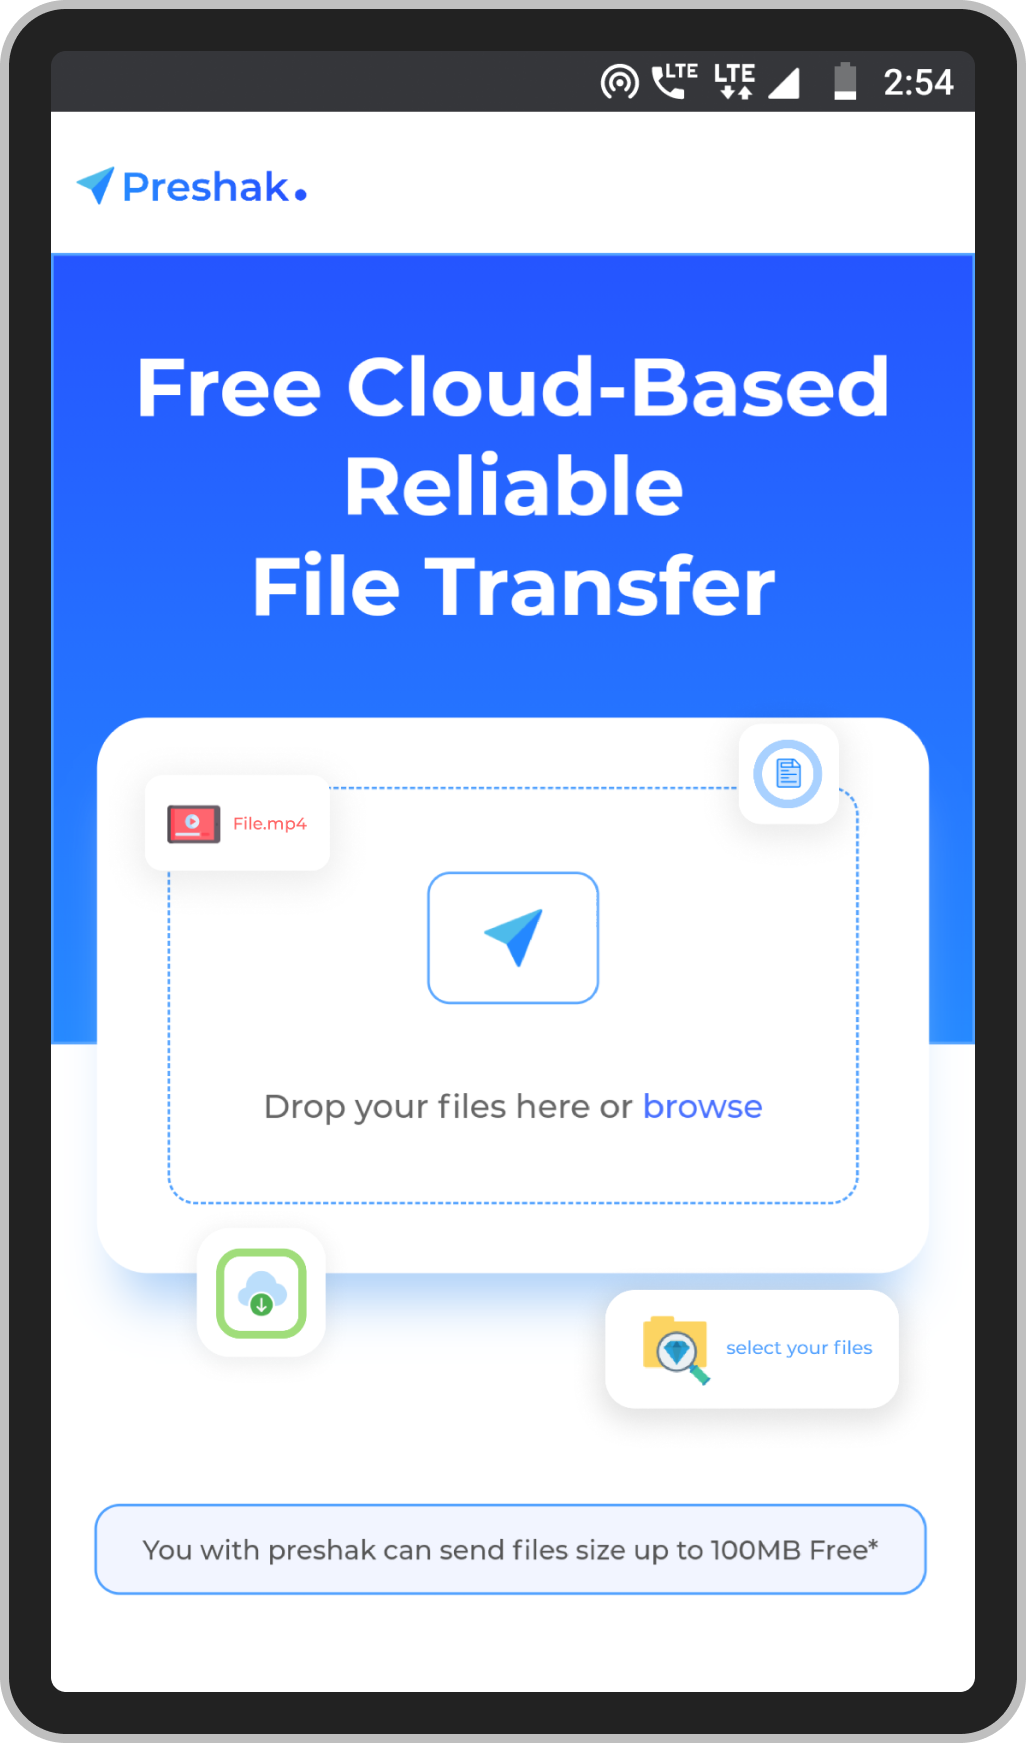 LTE LTE 2:54
Preshak.
Free Cloud-Based
Reliable
File Transfer
File.mp4
Drop your files here or browse
select your files
You with preshak can send files size up to 100MB Free*